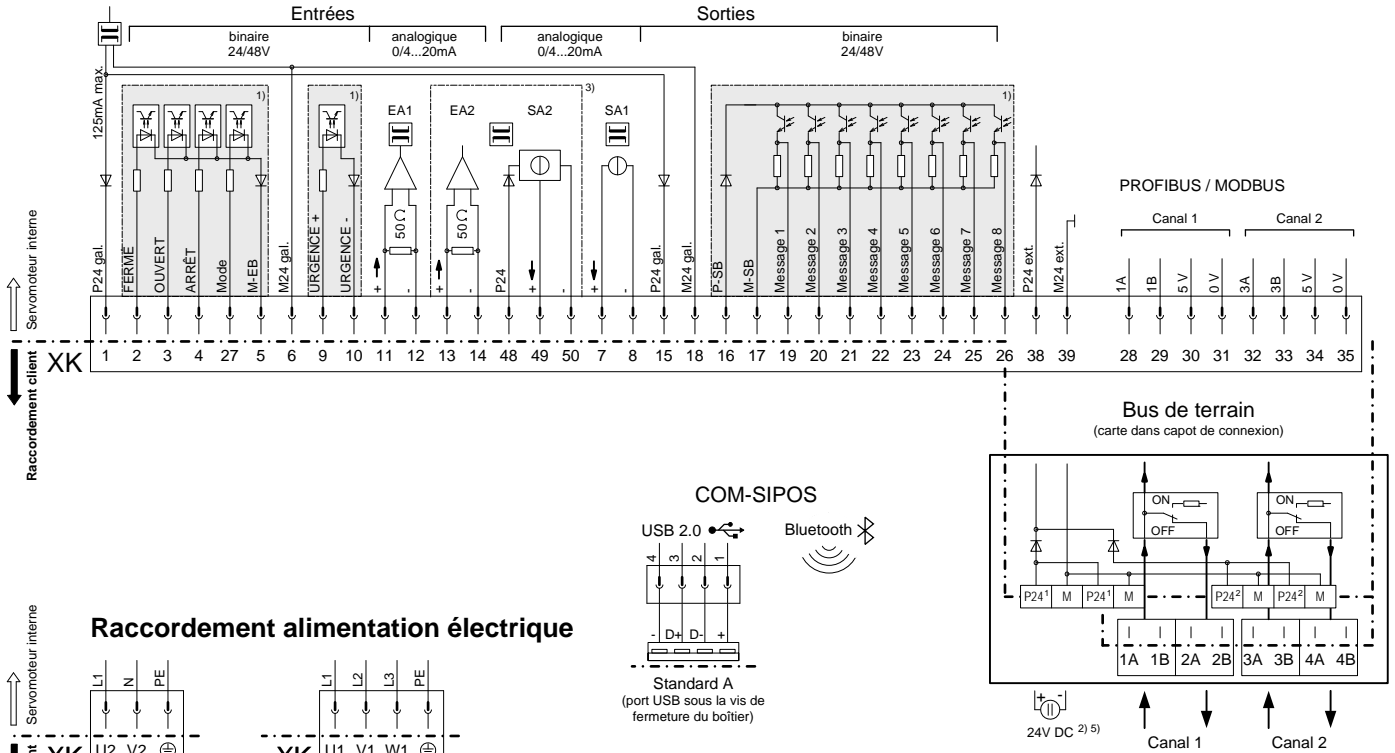 Entrées
Sorties
binaire
24/48V
analogique
0/4...20mA
analogique
0/4...20mA
binaire
24/48V
125mA max.
1)
1)
EA1
EA2
SA2
3)
SA1
1)
50Ω
50Ω
PROFIBUS / MODBUS
Canal 1
Canal 2
Servomoteur interne
P24 gal.
FERMÉ
OUVERT
ARRÊT
Mode
M-EB
M24 gal.
URGENCE +
URGENCE -
+
-
+
-
P24
+
-
+
-
P24 gal.
M24 gal.
P-SB
M-SB
Message 1
Message 2
Message 3
Message 4
Message 5
Message 6
Message 7
Message 8
P24 ext.
M24 ext.
1A
1B
5 V
0 V
3A
3B
5 V
0 V
Raccordement client
XK 1 2 3 4 27 5 6 9 10 11 12 13 14 48 49 50 7 8 15 18 16 17 19 20 21 22 23 24 25 26 38 39 28 29 30 31 32 33 34 35
Bus de terrain
(carte dans capot de connexion)
ON
OFF
ON
OFF
P24¹ M P24¹ M P24² M P24² M
1A 1B 2A 2B 3A 3B 4A 4B
+ -
24V DC 2) 5)
Canal 1
Canal 2
COM-SIPOS
USB 2.0
Bluetooth
4 3 2 1
- D+ D- +
Standard A
(port USB sous la vis de
fermeture du boîtier)
Raccordement alimentation électrique
Servomoteur interne
L1 N PE
L1 L2 L3 PE
XK U2 V2
XK U1 V1 W1